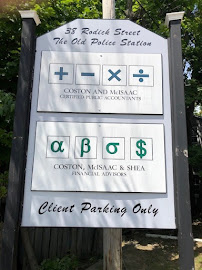 38 Rodick Street
The Old Police Station
+ − × ÷
COSTON AND MCISAAC
CERTIFIED PUBLIC ACCOUNTANTS
α β σ $
COSTON, MCISAAC & SHEA
FINANCIAL ADVISORS
Client Parking Only